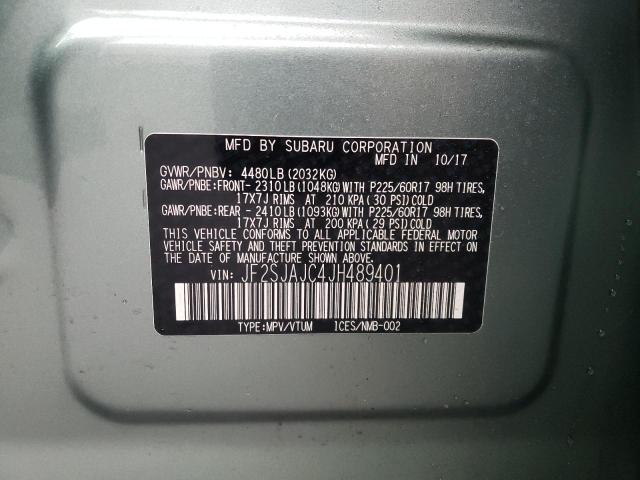 MFD BY SUBARU CORPORATION
MFD IN 10/17
GVWR/PNBV: 4480LB (2032KG)
GAWR/PNBE:FRONT- 2310LB(1048KG)WITH P225/60R17 98H TIRES,
17X7J RIMS AT 210 KPA( 30 PSI)COLD
GAWR/PNBE:REAR - 2410LB(1093KG)WITH P225/60R17 98H TIRES,
17X7J RIMS AT 200 KPA( 29 PSI)COLD
THIS VEHICLE CONFORMS TO ALL APPLICABLE FEDERAL MOTOR
VEHICLE SAFETY AND BUMPER STANDARDS IN EFFECT ON
THE DATE OF MANUFACTURE SHOWN ABOVE.
VIN: JF2SJAJC4JH489401
TYPE:MPV/VTUM ICES/NMB-002